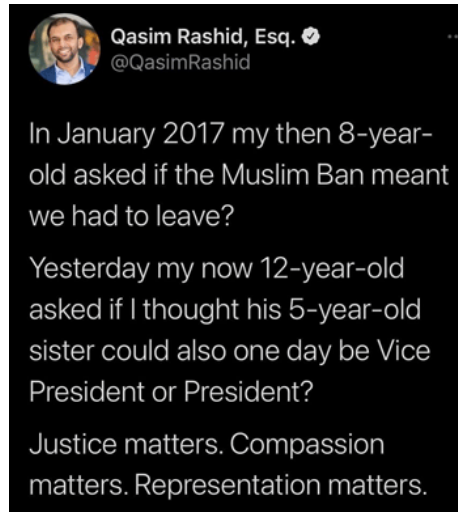 Qasim Rashid, Esq.
@QasimRashid
In January 2017 my then 8-year-
old asked if the Muslim Ban meant
we had to leave?
Yesterday my now 12-year-old
asked if I thought his 5-year-old
sister could also one day be Vice
President or President?
Justice matters. Compassion
matters. Representation matters.